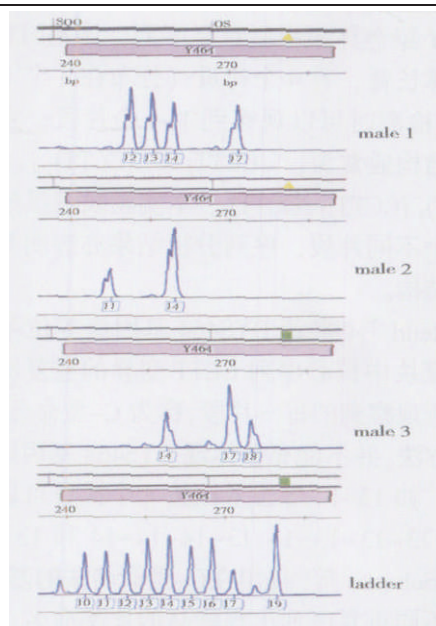 SQO OS
Y464
240 270
bp bp
male 1
12 13 14 17
Y464
240 270
male 2
11 14
Y464
240 270
male 3
14 17 18
Y464
240 270
ladder
10 11 12 13 14 15 16 17 19